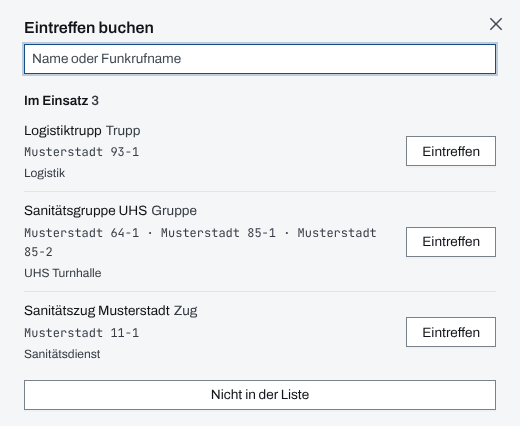 Eintreffen buchen
Name oder Funkrufname
Im Einsatz 3
Logistiktrupp Trupp
Musterstadt 93-1
Logistik
Eintreffen
Sanitätsgruppe UHS Gruppe
Musterstadt 64-1 · Musterstadt 85-1 · Musterstadt
85-2
UHS Turnhalle
Eintreffen
Sanitätszug Musterstadt Zug
Musterstadt 11-1
Sanitätsdienst
Eintreffen
Nicht in der Liste